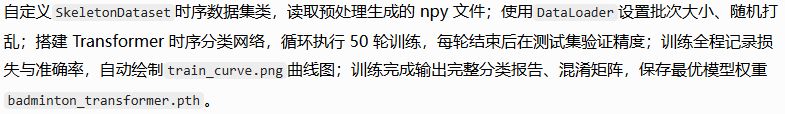 自定义 SkeletonDataset 时序数据集类，读取预处理生成的 npy 文件；使用 DataLoader 设置批次大小、随机打
乱；搭建 Transformer 时序分类网络，循环执行 50 轮训练，每轮结束后在测试集验证精度；训练全程记录损
失与准确率，自动绘制 train_curve.png 曲线图；训练完成输出完整分类报告、混淆矩阵，保存最优模型权重
badminton_transformer.pth 。